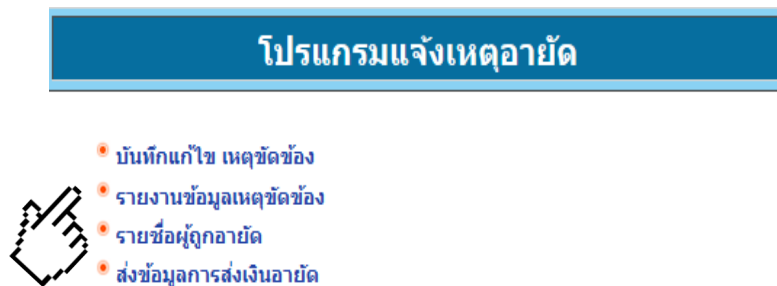 โปรแกรมแจ้งเหตุอายัด
บันทึกแก้ไข เหตุขัดข้อง
รายงานข้อมูลเหตุขัดข้อง
รายชื่อผู้ถูกอายัด
ส่งข้อมูลการส่งเงินอายัด